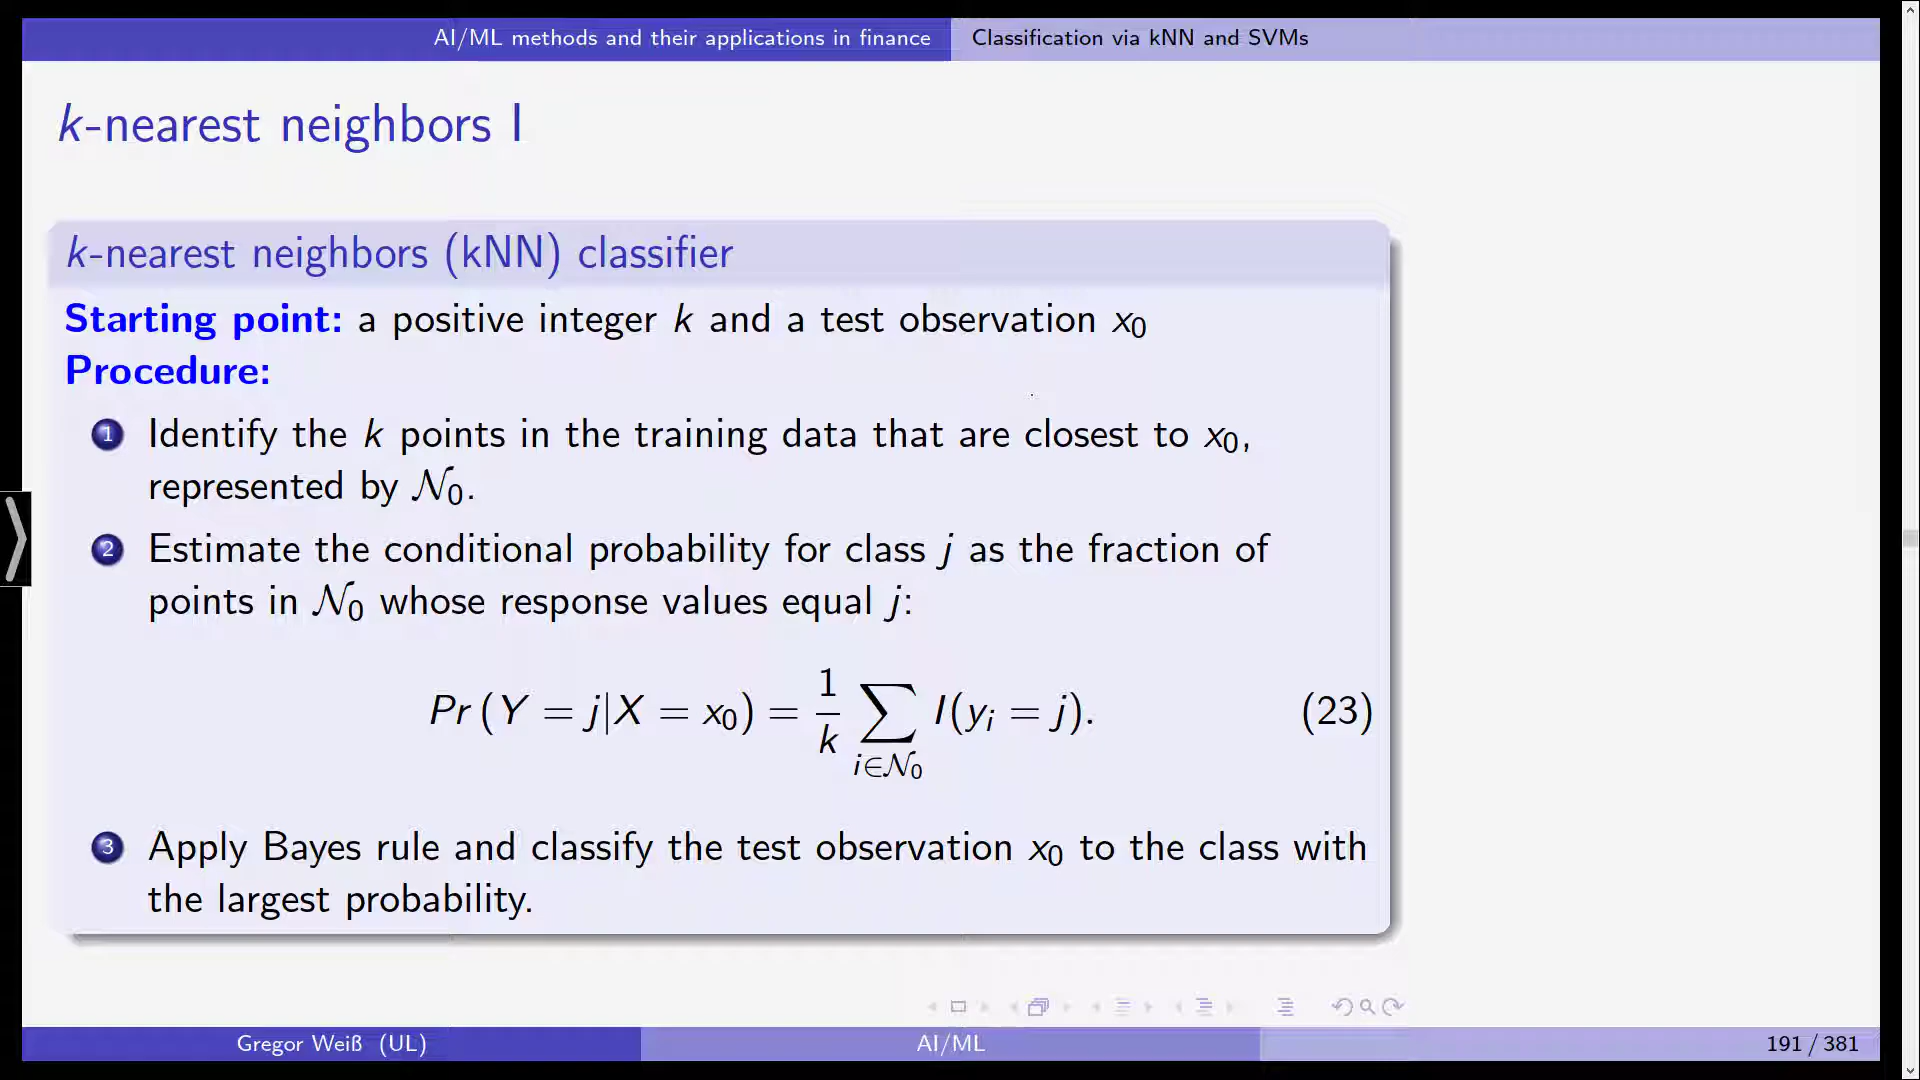 AI/ML methods and their applications in finance
Classification via kNN and SVMs
k-nearest neighbors I
k-nearest neighbors (kNN) classifier
Starting point: a positive integer k and a test observation x₀
Procedure:
1 Identify the k points in the training data that are closest to x₀,
represented by 𝒩₀.
2 Estimate the conditional probability for class j as the fraction of
points in 𝒩₀ whose response values equal j:
Pr (Y = j|X = x₀) = 1/k ∑_{i∈𝒩₀} I(yᵢ = j). (23)
3 Apply Bayes rule and classify the test observation x₀ to the class with
the largest probability.
Gregor Weiß (UL)
AI/ML
191 / 381